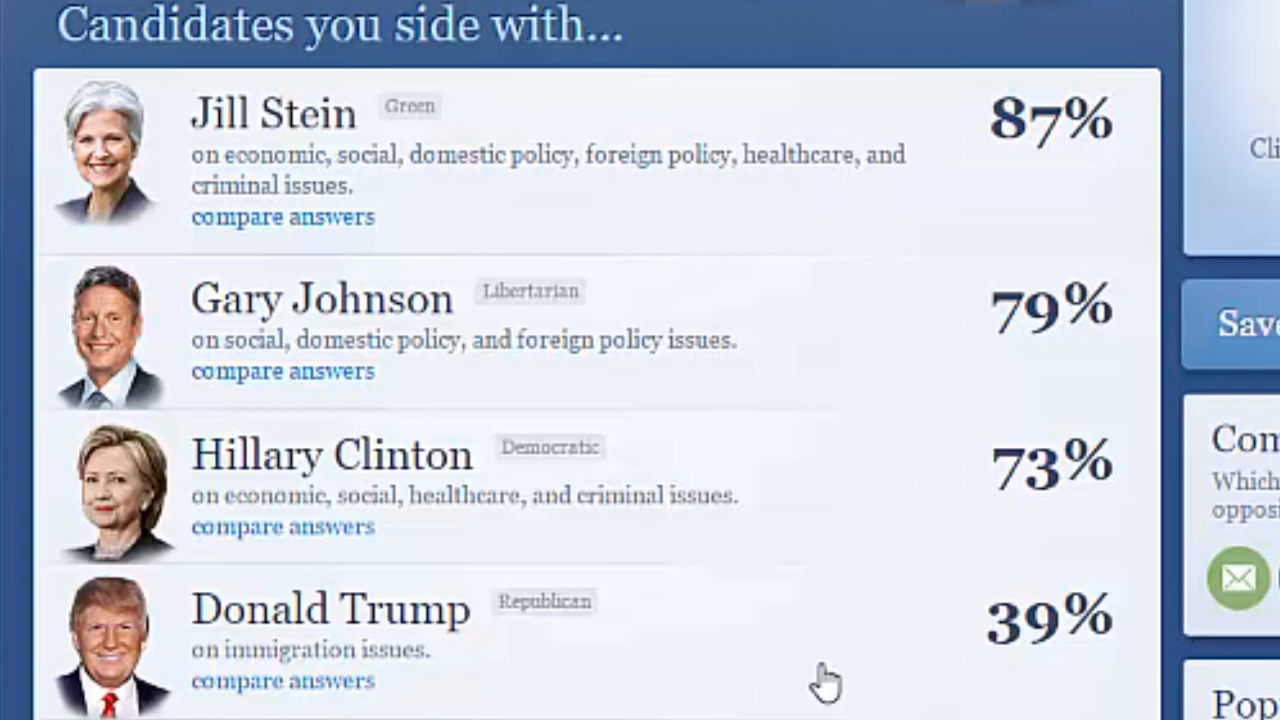 Candidates you side with...
Jill Stein Green
87%
on economic, social, domestic policy, foreign policy, healthcare, and
criminal issues.
compare answers
Gary Johnson Libertarian
79%
on social, domestic policy, and foreign policy issues.
compare answers
Hillary Clinton Democratic
73%
on economic, social, healthcare, and criminal issues.
compare answers
Donald Trump Republican
39%
on immigration issues.
compare answers
Cli
Save
Com
Which
oppos
Pop